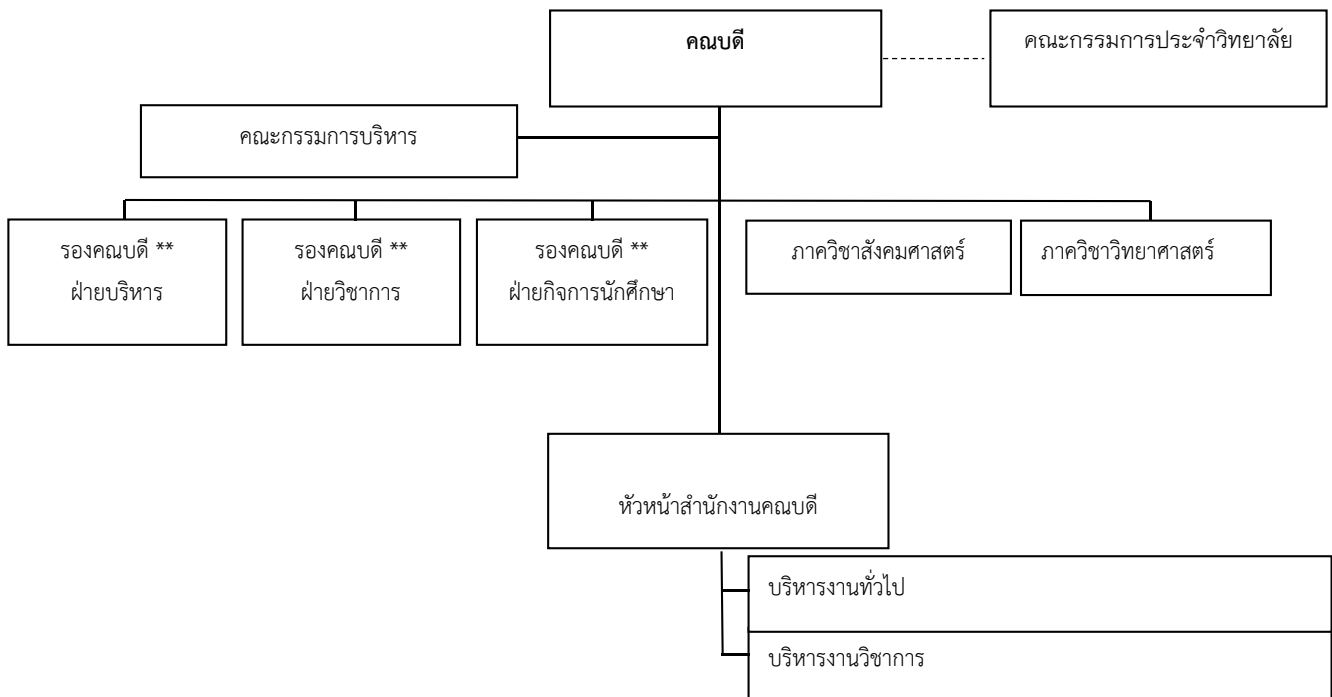 คณบดี
คณะกรรมการประจำวิทยาลัย
คณะกรรมการบริหาร
รองคณบดี **
ฝ่ายบริหาร
รองคณบดี **
ฝ่ายวิชาการ
รองคณบดี **
ฝ่ายกิจการนักศึกษา
ภาควิชาสังคมศาสตร์
ภาควิชาวิทยาศาสตร์
หัวหน้าสำนักงานคณบดี
บริหารงานทั่วไป
บริหารงานวิชาการ